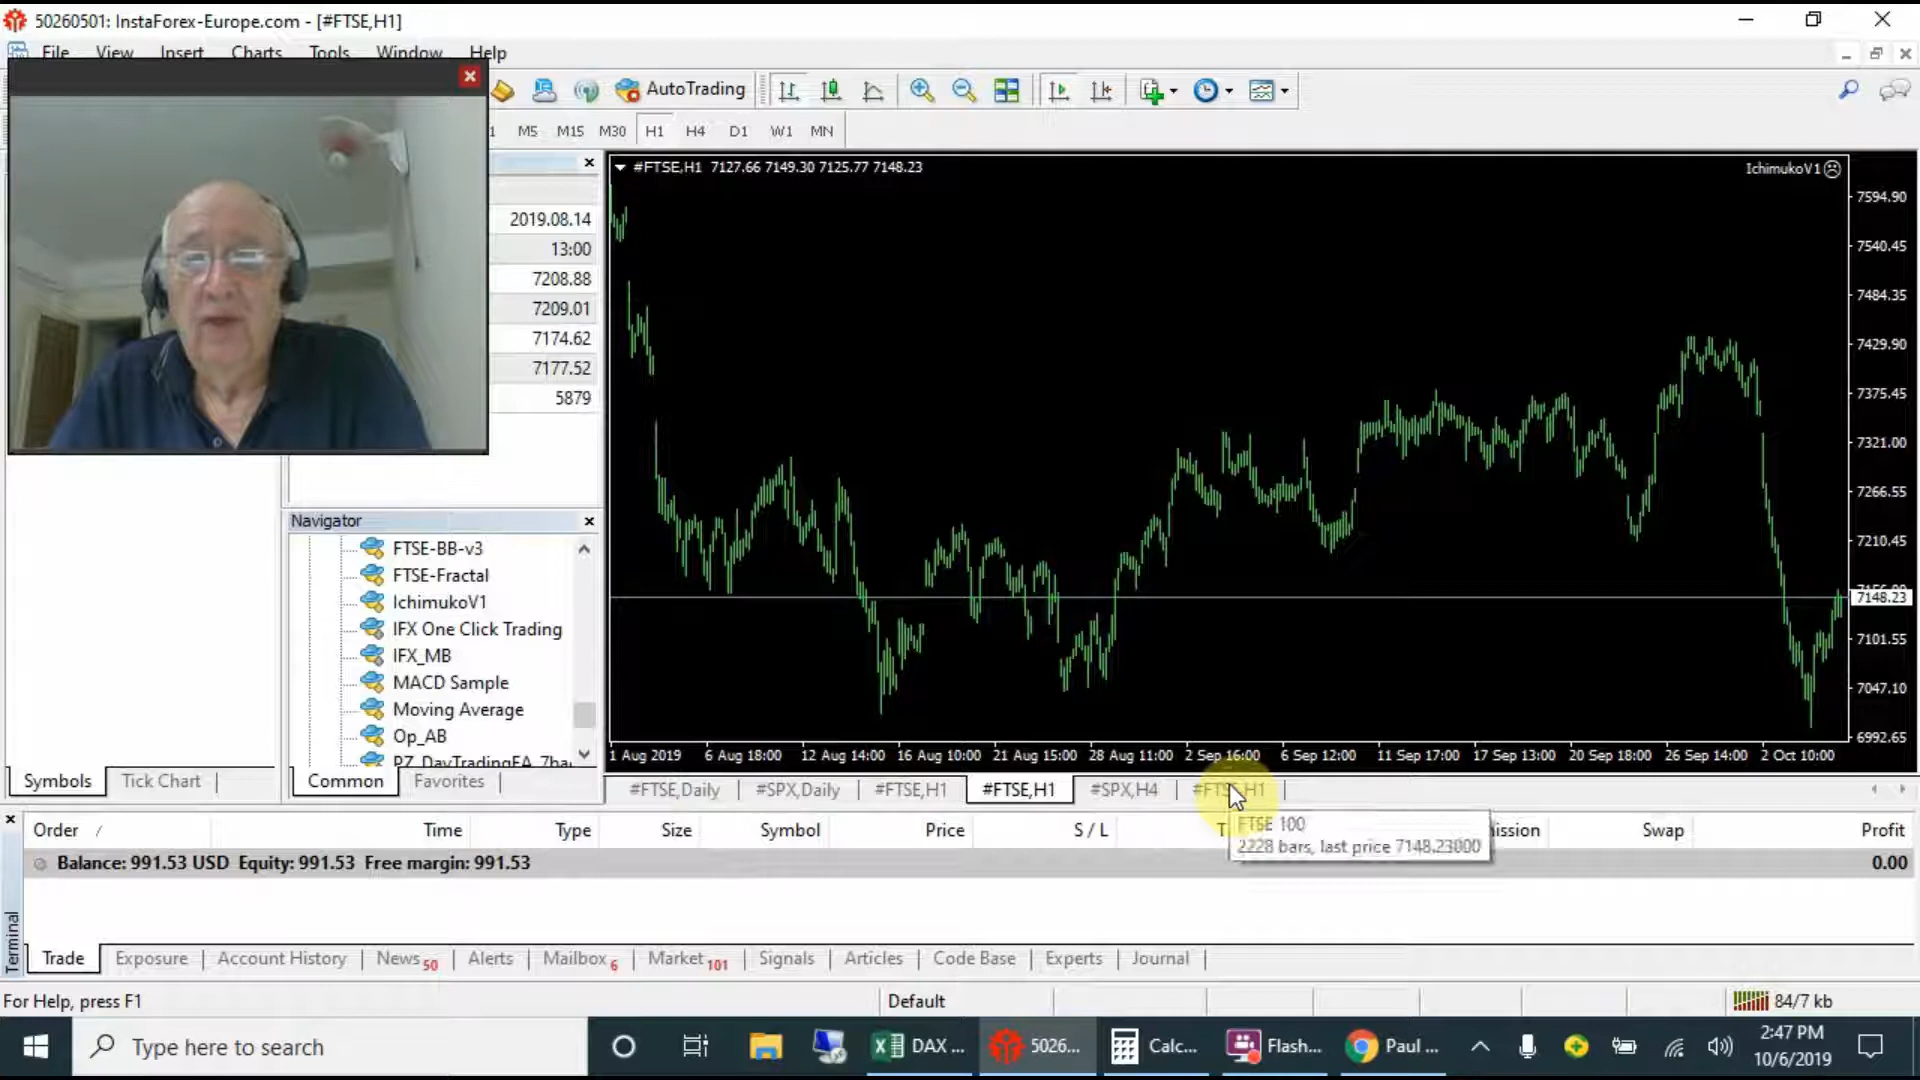 50260501: InstaForex-Europe.com - [#FTSE,H1]
File View Insert Charts Tools Window Help
AutoTrading
M5 M15 M30 H1 H4 D1 W1 MN
#FTSE,H1 7127.66 7149.30 7125.77 7148.23
IchimukoV1
2019.08.14
13:00
7208.88
7209.01
7174.62
7177.52
5879
7594.90
7540.45
7484.35
7429.90
7375.45
7321.00
7266.55
7210.45
7148.23
7101.55
7047.10
6992.65
Navigator
FTSE-BB-v3
FTSE-Fractal
IchimukoV1
IFX One Click Trading
IFX_MB
MACD Sample
Moving Average
Op_AB
PZ_DayTradingEA_7ba
1 Aug 2019 6 Aug 18:00 12 Aug 14:00 16 Aug 10:00 21 Aug 15:00 28 Aug 11:00 2 Sep 16:00 6 Sep 12:00 11 Sep 17:00 17 Sep 13:00 20 Sep 18:00 26 Sep 14:00 2 Oct 10:00
Symbols Tick Chart
Common Favorites
#FTSE,Daily #SPX,Daily #FTSE,H1 #FTSE,H1 #SPX,H4 #FTSE,H1
FTSE 100
2228 bars, last price 7148.23000
Order / Time Type Size Symbol Price S / L T ission Swap Profit
Balance: 991.53 USD Equity: 991.53 Free margin: 991.53 0.00
Terminal
Trade Exposure Account History News 50 Alerts Mailbox 6 Market 101 Signals Articles Code Base Experts Journal
For Help, press F1 Default 84/7 kb
Type here to search
DAX ... 5026... Calc... Flash... Paul ...
2:47 PM
10/6/2019